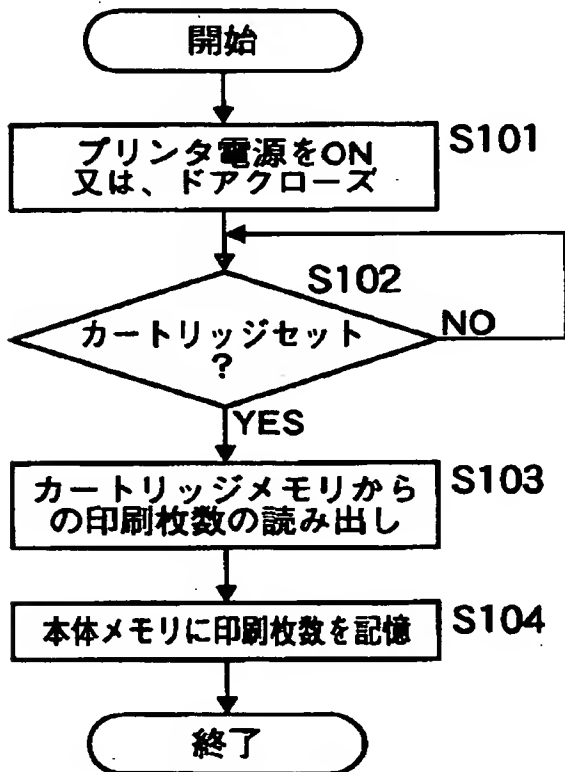 開始
プリンタ電源をON
又は、ドアクローズ
S101
S102
カートリッジセット
?
NO
YES
カートリッジメモリから
の印刷枚数の読み出し
S103
本体メモリに印刷枚数を記憶
S104
終了